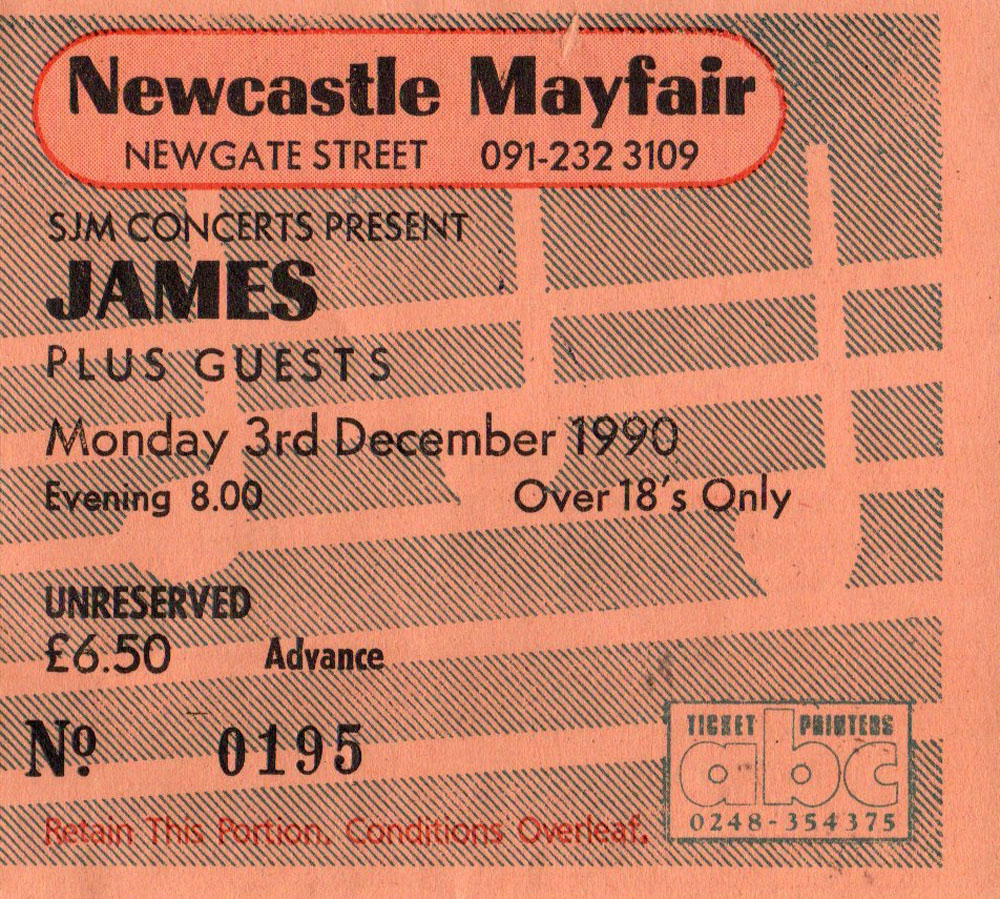 Newcastle Mayfair
NEWGATE STREET 091-232 3109
SJM CONCERTS PRESENT
JAMES
PLUS GUESTS
Monday 3rd December 1990
Evening 8.00 Over 18's Only
UNRESERVED
£6.50 Advance
Nº. 0195
Retain This Portion. Conditions Overleaf.
TICKET PRINTERS
abc
0248-354375